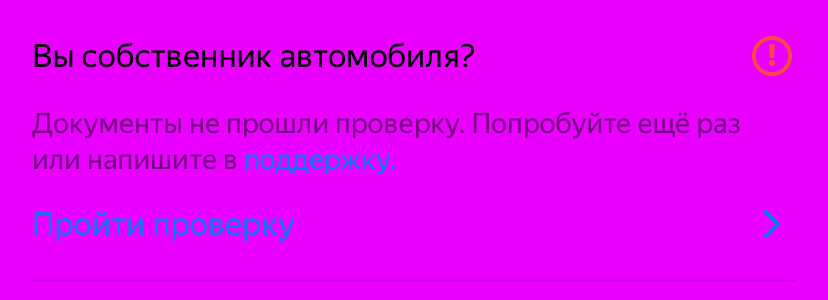 Вы собственник автомобиля?
Документы не прошли проверку. Попробуйте ещё раз
или напишите в поддержку.
Пройти проверку